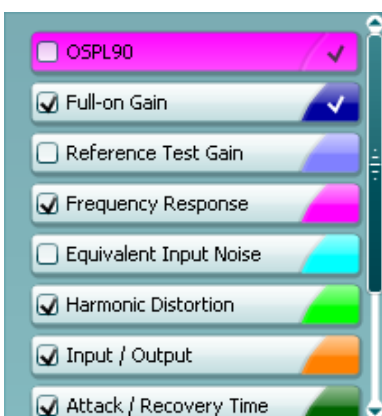 OSPL90
Full-on Gain
Reference Test Gain
Frequency Response
Equivalent Input Noise
Harmonic Distortion
Input / Output
Attack / Recovery Time